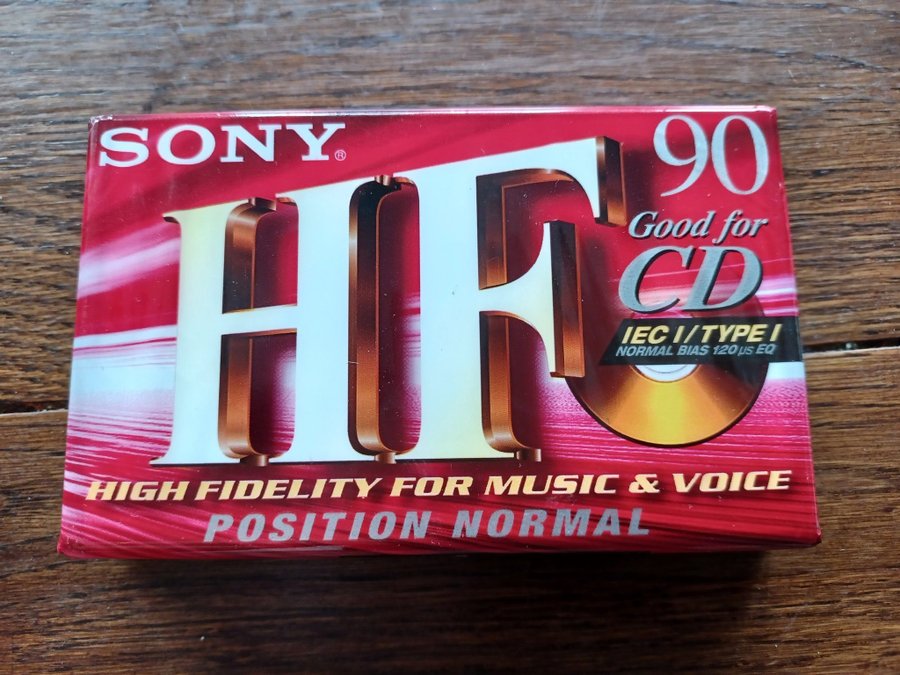 SONY®
90
HF
Good for
CD
IEC I/TYPE I
NORMAL BIAS 120 µs EQ
HIGH FIDELITY FOR MUSIC & VOICE
POSITION NORMAL